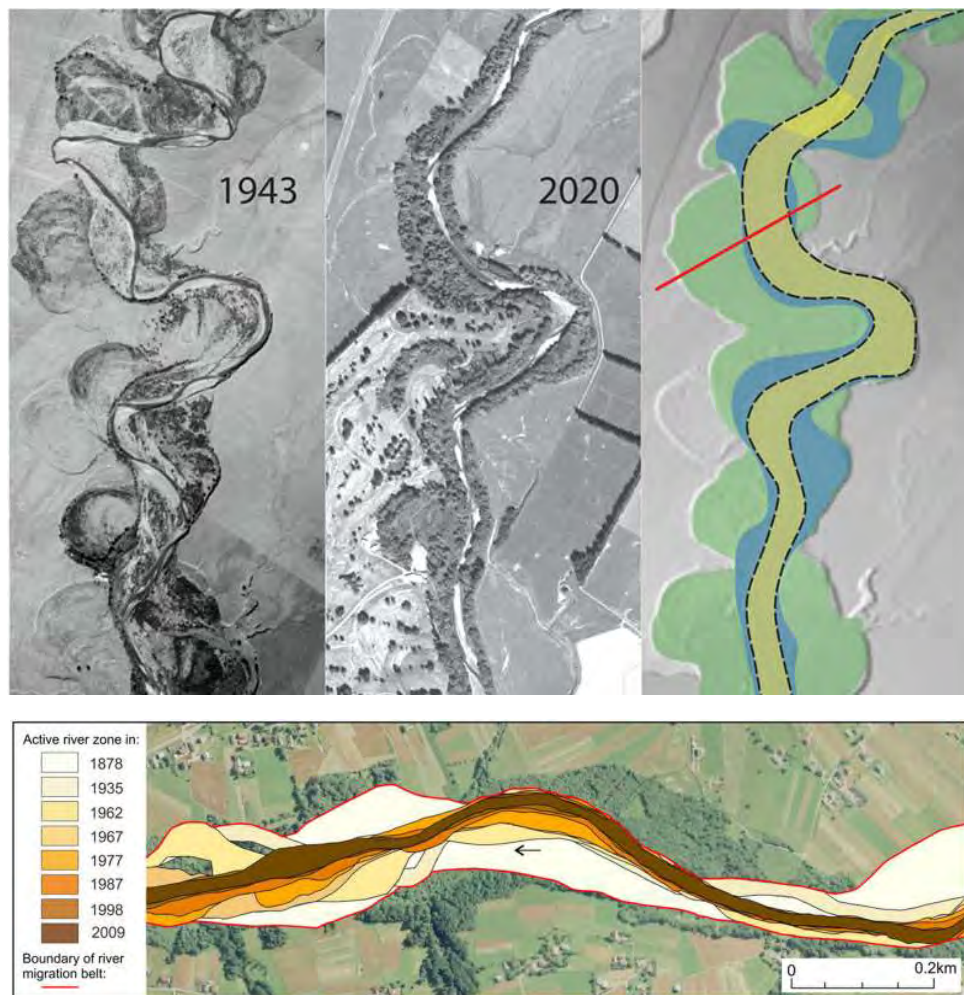 1943
2020
Active river zone in:
1878
1935
1962
1967
1977
1987
1998
2009
Boundary of river
migration belt:
0
0.2km